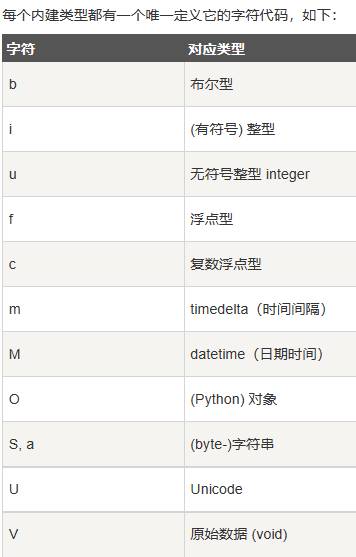 每个内建类型都有一个唯一定义它的字符代码，如下：
字符 对应类型
b 布尔型
i (有符号) 整型
u 无符号整型 integer
f 浮点型
c 复数浮点型
m timedelta（时间间隔）
M datetime（日期时间）
O (Python) 对象
S, a (byte-)字符串
U Unicode
V 原始数据 (void)